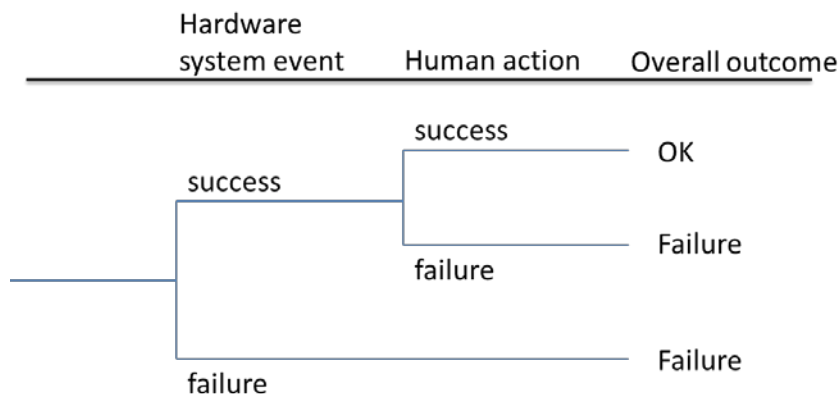 Hardware
system event
Human action
Overall outcome
success
OK
success
Failure
failure
Failure
failure